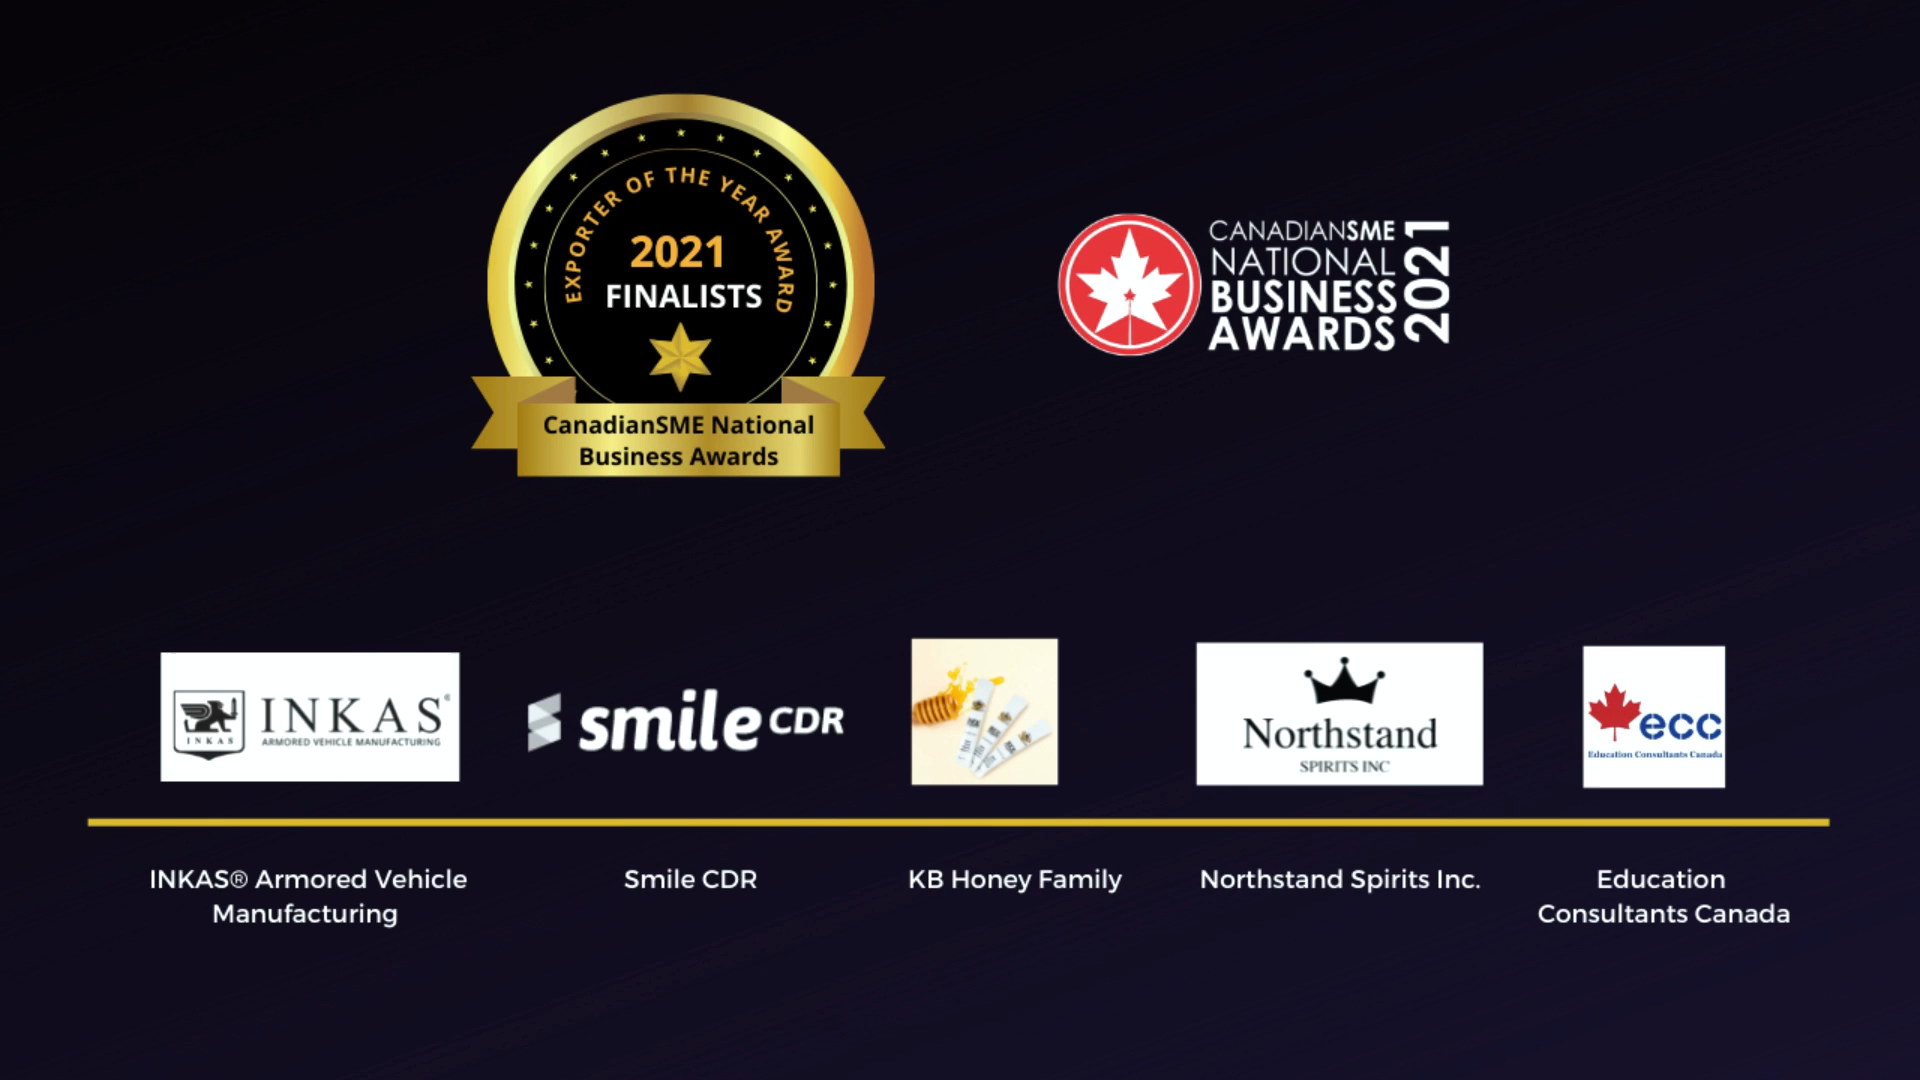 EXPORTER OF THE YEAR AWARD
2021
FINALISTS
CanadianSME National
Business Awards
CANADIANSME
NATIONAL
BUSINESS
AWARDS
2021
INKAS
INKAS®
ARMORED VEHICLE MANUFACTURING
smile CDR
Northstand
SPIRITS INC
ecc
Education Consultants Canada
INKAS® Armored Vehicle
Manufacturing
Smile CDR
KB Honey Family
Northstand Spirits Inc.
Education
Consultants Canada